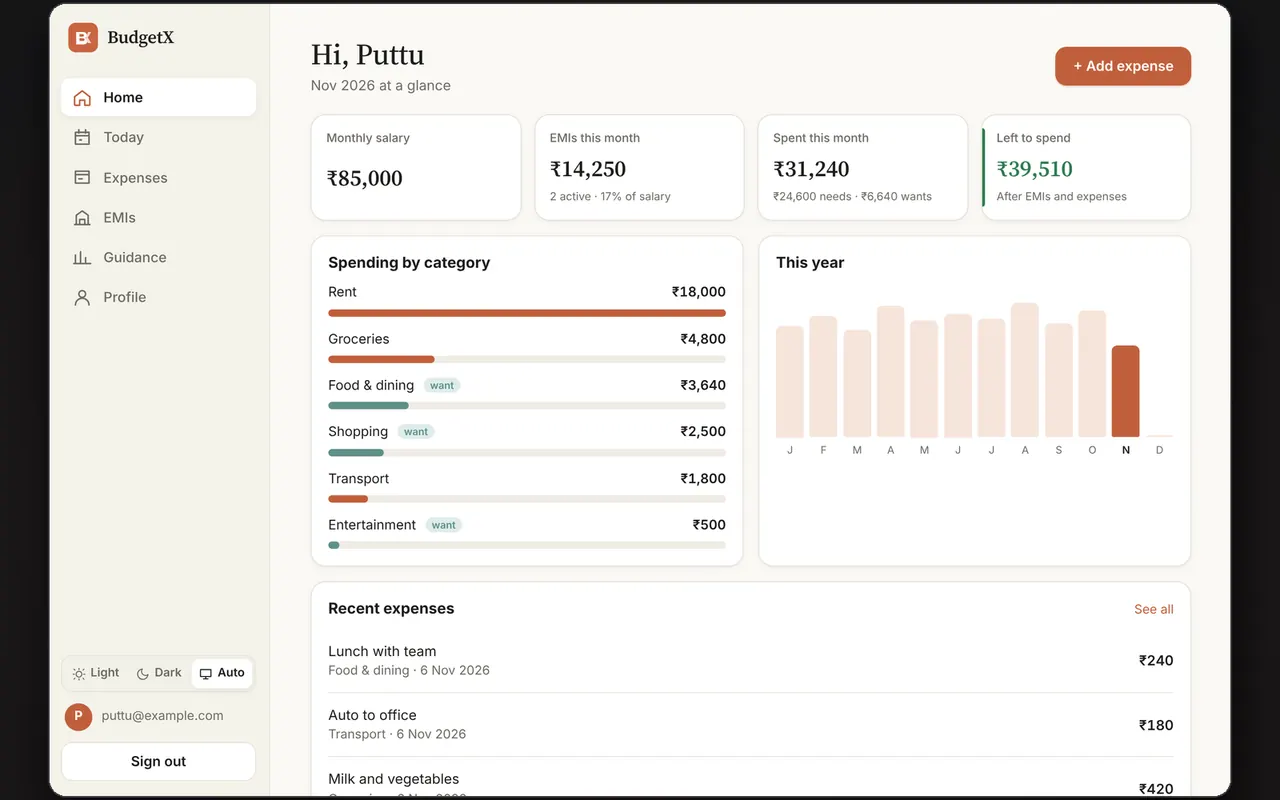 BX BudgetX
Home
Today
Expenses
EMIs
Guidance
Profile
Light Dark Auto
P puttu@example.com
Sign out
Hi, Puttu
Nov 2026 at a glance
+ Add expense
Monthly salary
₹85,000
EMIs this month
₹14,250
2 active · 17% of salary
Spent this month
₹31,240
₹24,600 needs · ₹6,640 wants
Left to spend
₹39,510
After EMIs and expenses
Spending by category
Rent ₹18,000
Groceries ₹4,800
Food & dining want ₹3,640
Shopping want ₹2,500
Transport ₹1,800
Entertainment want ₹500
This year
J F M A M J J A S O N D
Recent expenses See all
Lunch with team
Food & dining · 6 Nov 2026
₹240
Auto to office
Transport · 6 Nov 2026
₹180
Milk and vegetables
₹420